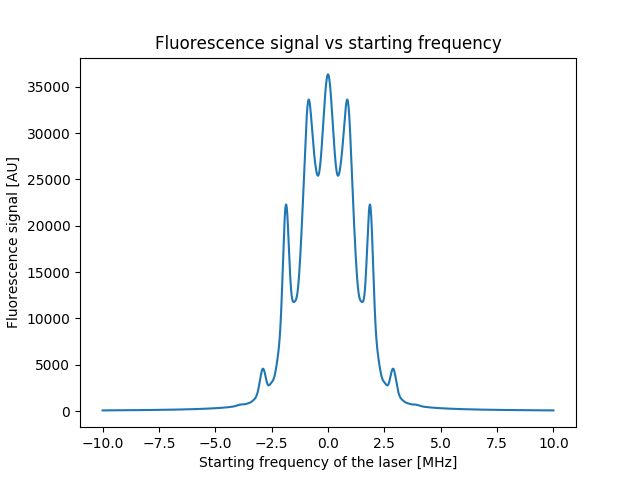 Fluorescence signal vs starting frequency
Fluorescence signal [AU]
35000
30000
25000
20000
15000
10000
5000
0
−10.0 −7.5 −5.0 −2.5 0.0 2.5 5.0 7.5 10.0
Starting frequency of the laser [MHz]